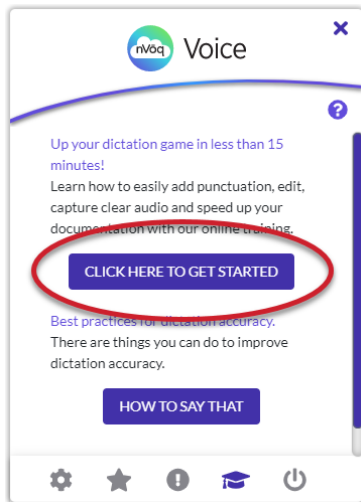 nVoq Voice
Up your dictation game in less than 15
minutes!
Learn how to easily add punctuation, edit,
capture clear audio and speed up your
documentation with our online training.
CLICK HERE TO GET STARTED
Best practices for dictation accuracy.
There are things you can do to improve
dictation accuracy.
HOW TO SAY THAT